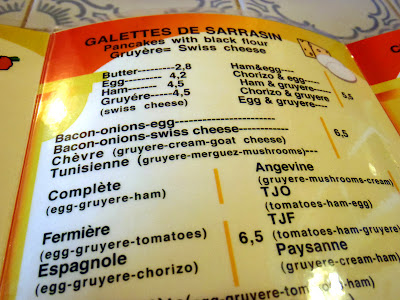 GALETTES DE SARRASIN
Pancakes with black flour
Gruyère= Swiss cheese
Butter---------2,8
Egg----------- 4,2
Ham--------- 4,5
Gruyére-----4,5
(swiss cheese)
Ham&egg----
Chorizo & egg----
Ham & gruyere----
Chorizo & gruyere
Egg & gruyere----
5,5
Bacon-onions-egg--------------------
Bacon-onions-swiss cheese------------
Chèvre (gruyere-cream-goat cheese)
Tunisienne (gruyere-merguez-mushrooms)---
6,5
Complète
(egg-gruyere-ham)
Fermière
(egg-gruyere-tomatoes)
Espagnole
(egg-gruyere-chorizo)
6,5
Angevine
(gruyere-mushrooms-cream)
TJO
(tomatoes-ham-egg)
TJF
(tomatoes-ham-gruyere)
Paysanne
(gruyere-cream-ham)